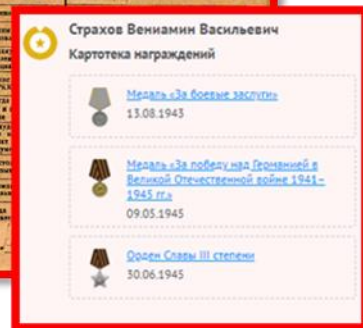 Страхов Вениамин Васильевич
Картотека награждений
Медаль «За боевые заслуги»
13.08.1943
Медаль «За победу над Германией в
Великой Отечественной войне 1941–
1945 гг.»
09.05.1945
Орден Славы III степени
30.06.1945